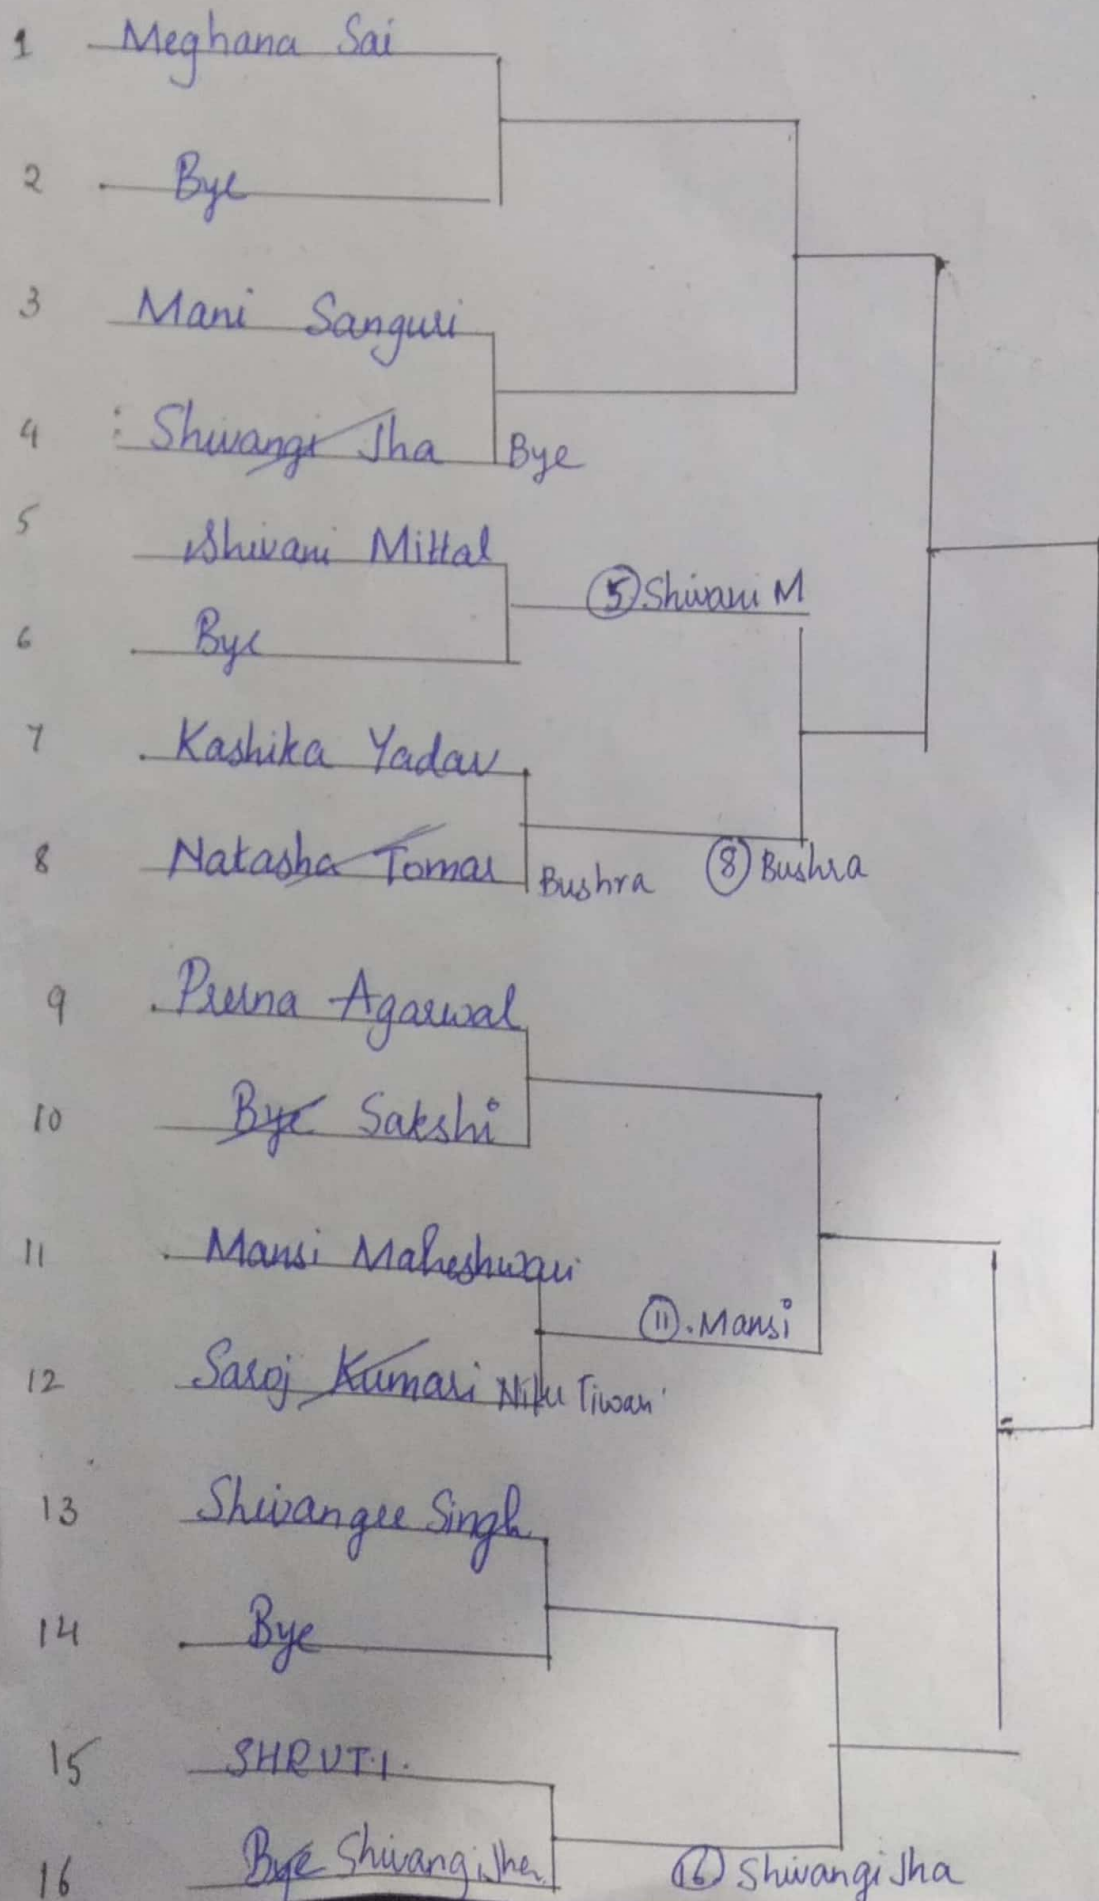 1 Meghana Sai
2 Bye
3 Mani Sanguri
4 Shivangi Jha Bye
5 Shivani Mittal
⑤ Shivani M
6 Bye
7 Kashika Yadav
8 Natasha Tomar Bushra ⑧ Bushra
9 Prerna Agarwal
10 Bye Sakshi
11 Mansi Maheshwari
⑪. Mansi
12 Saroj Kumari Tiwari
13 Shivangee Singh
14 Bye
15 SHRUTI.
16 Bye Shivangi Jha ⑯ Shivangi Jha